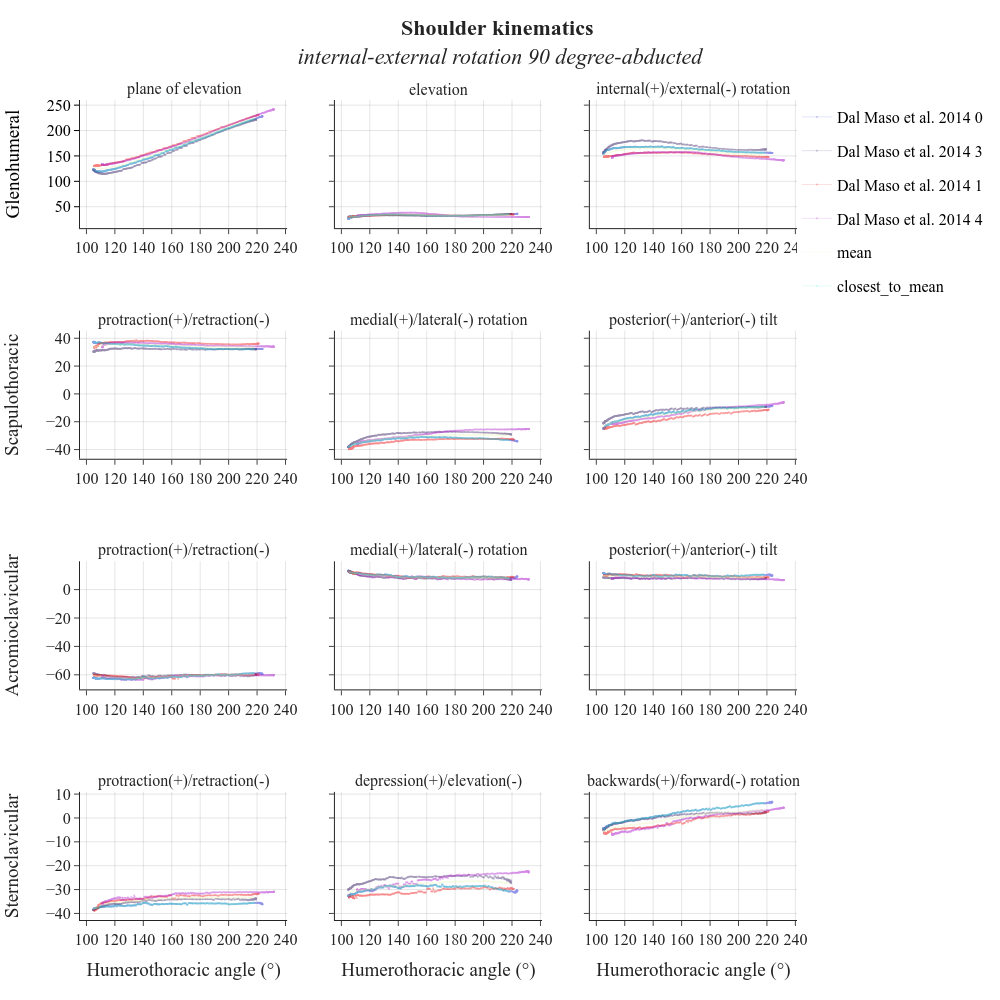 Shoulder kinematics
internal-external rotation 90 degree-abducted
plane of elevation
elevation
internal(+)/external(-) rotation
Glenohumeral
250
200
150
100
50
100 120 140 160 180 200 220 240
100 120 140 160 180 200 220 240
100 120 140 160 180 200 220 240
Dal Maso et al. 2014 0
Dal Maso et al. 2014 3
Dal Maso et al. 2014 1
Dal Maso et al. 2014 4
mean
closest_to_mean
protraction(+)/retraction(-)
medial(+)/lateral(-) rotation
posterior(+)/anterior(-) tilt
Scapulothoracic
40
20
0
−20
−40
100 120 140 160 180 200 220 240
100 120 140 160 180 200 220 240
100 120 140 160 180 200 220 240
protraction(+)/retraction(-)
medial(+)/lateral(-) rotation
posterior(+)/anterior(-) tilt
Acromioclavicular
0
−20
−40
−60
100 120 140 160 180 200 220 240
100 120 140 160 180 200 220 240
100 120 140 160 180 200 220 240
protraction(+)/retraction(-)
depression(+)/elevation(-)
backwards(+)/forward(-) rotation
Sternoclavicular
10
0
−10
−20
−30
−40
100 120 140 160 180 200 220 240
100 120 140 160 180 200 220 240
100 120 140 160 180 200 220 240
Humerothoracic angle (°)
Humerothoracic angle (°)
Humerothoracic angle (°)